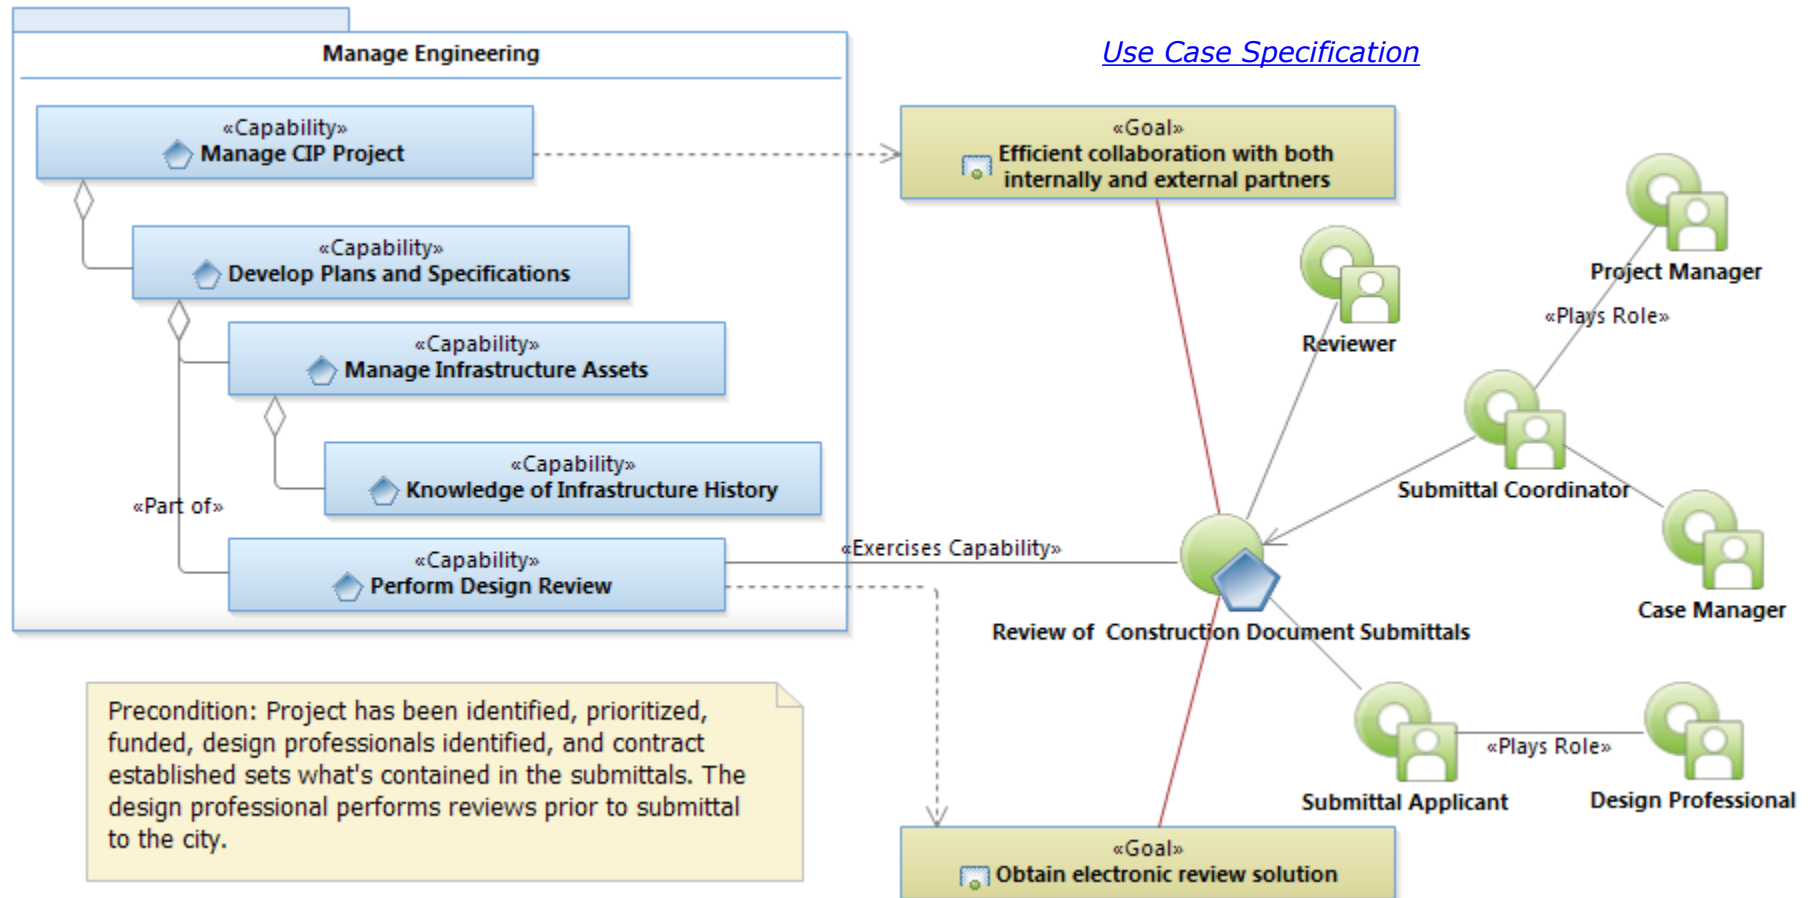 Manage Engineering
Use Case Specification
«Capability»
Manage CIP Project
«Capability»
Develop Plans and Specifications
«Capability»
Manage Infrastructure Assets
«Capability»
Knowledge of Infrastructure History
«Part of»
«Capability»
Perform Design Review
«Exercises Capability»
«Goal»
Efficient collaboration with both
internally and external partners
Reviewer
Project Manager
«Plays Role»
Submittal Coordinator
Case Manager
Review of  Construction Document Submittals
Submittal Applicant
«Plays Role»
Design Professional
«Goal»
Obtain electronic review solution
Precondition: Project has been identified, prioritized,
funded, design professionals identified, and contract
established sets what's contained in the submittals. The
design professional performs reviews prior to submittal
to the city.